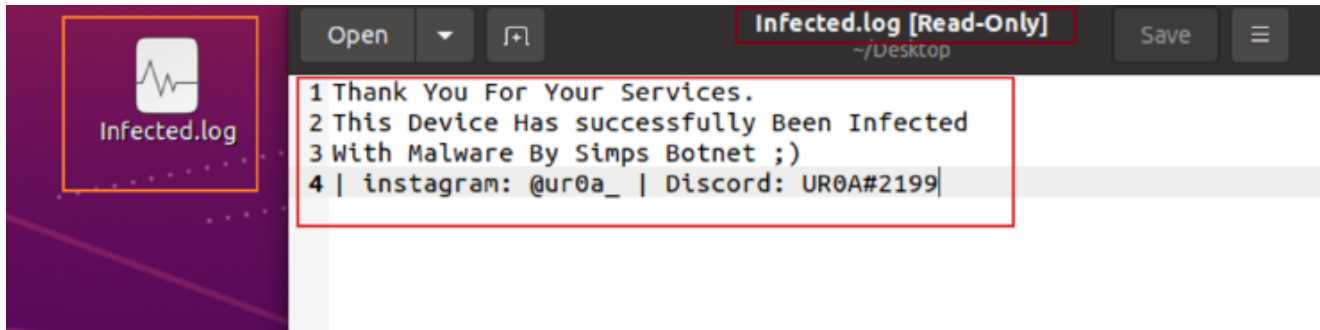 Infected.log
Open
Infected.log [Read-Only]
~/Desktop
Save
1 Thank You For Your Services.
2 This Device Has successfully Been Infected
3 With Malware By Simps Botnet ;)
4 | instagram: @ur0a_ | Discord: UR0A#2199